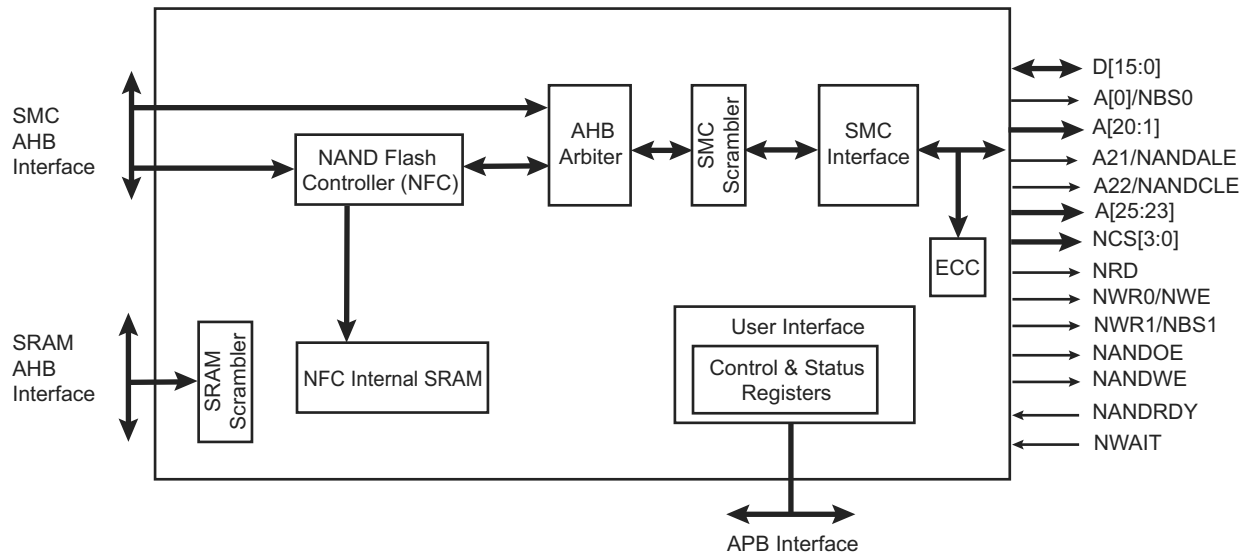 SMC
AHB
Interface
NAND Flash
Controller (NFC)
AHB
Arbiter
SMC
Scrambler
SMC
Interface
ECC
D[15:0]
A[0]/NBS0
A[20:1]
A21/NANDALE
A22/NANDCLE
A[25:23]
NCS[3:0]
NRD
NWR0/NWE
NWR1/NBS1
NANDOE
NANDWE
NANDRDY
NWAIT
SRAM
AHB
Interface
SRAM
Scrambler
NFC Internal SRAM
User Interface
Control & Status
Registers
APB Interface